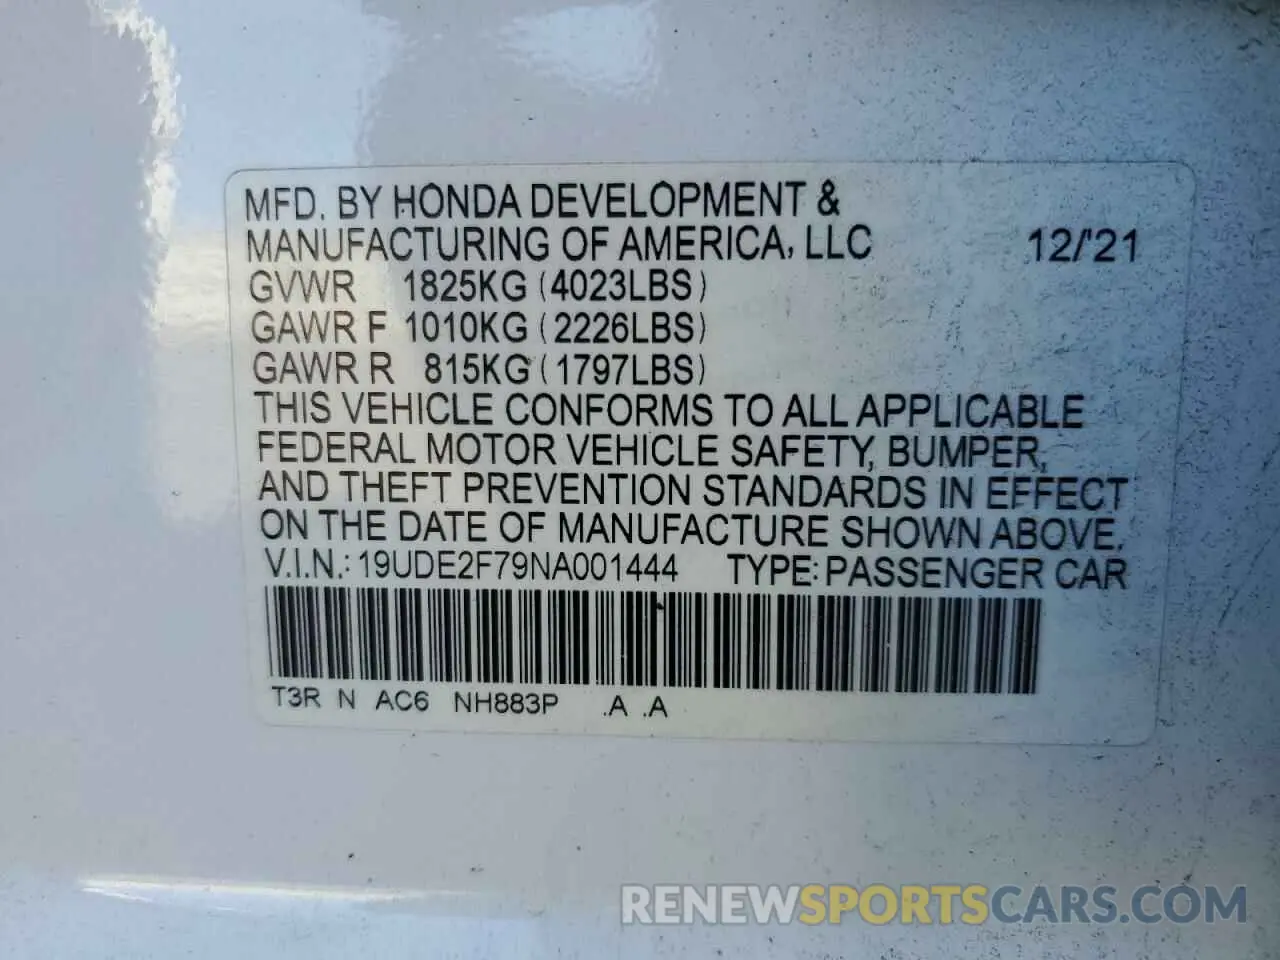 MFD. BY HONDA DEVELOPMENT &
MANUFACTURING OF AMERICA, LLC 12/'21
GVWR 1825KG (4023LBS)
GAWR F 1010KG (2226LBS)
GAWR R 815KG (1797LBS)
THIS VEHICLE CONFORMS TO ALL APPLICABLE
FEDERAL MOTOR VEHICLE SAFETY, BUMPER,
AND THEFT PREVENTION STANDARDS IN EFFECT
ON THE DATE OF MANUFACTURE SHOWN ABOVE.
V.I.N.: 19UDE2F79NA001444 TYPE: PASSENGER CAR
T3R N AC6 NH883P .A .A
RENEWSPORTSCARS.COM